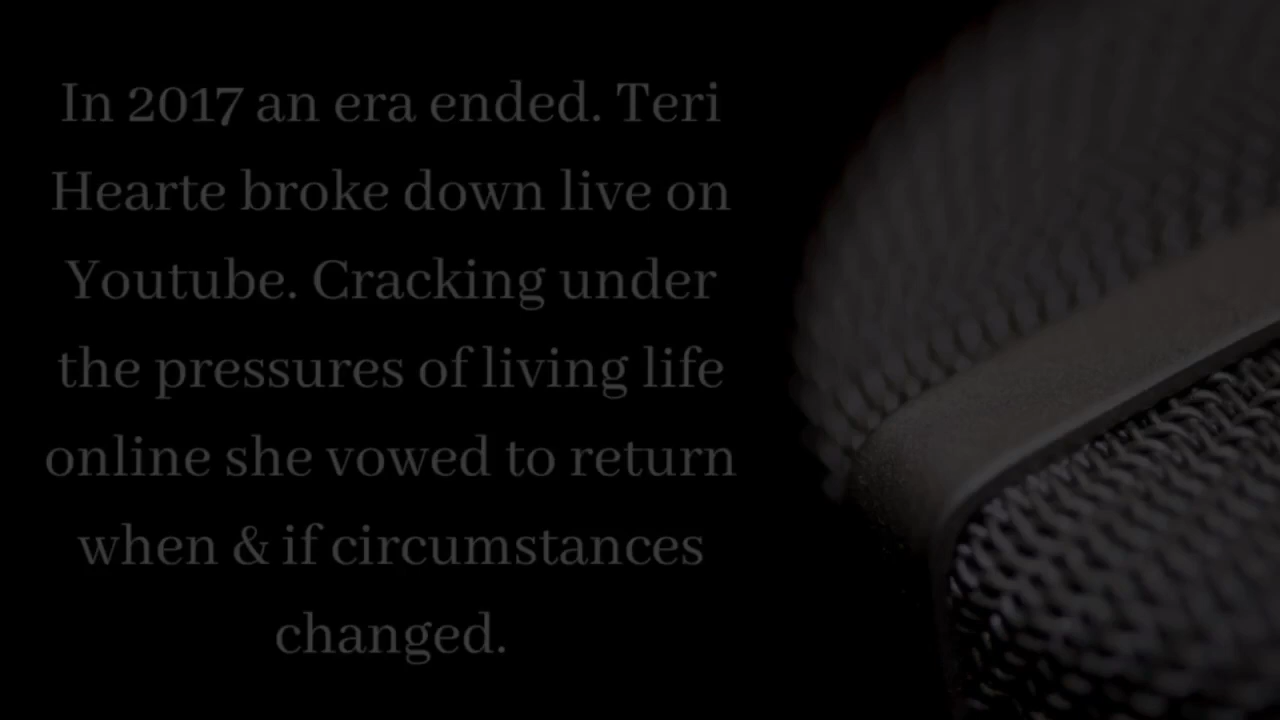 In 2017 an era ended. Teri
Hearte broke down live on
Youtube. Cracking under
the pressures of living life
online she vowed to return
when & if circumstances
changed.